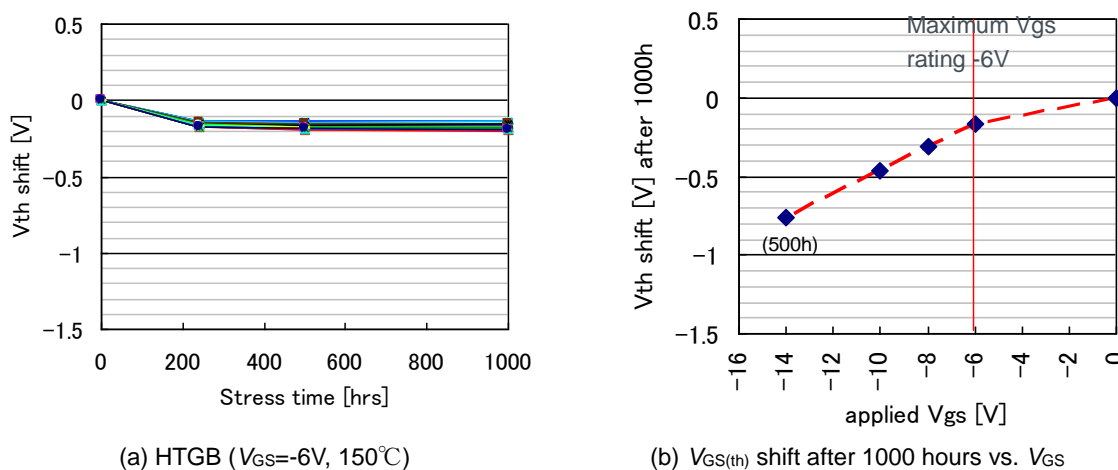 0.5
0
−0.5
−1
−1.5
Vth shift [V]
0 200 400 600 800 1000
Stress time [hrs]
(a) HTGB (VGS=-6V, 150℃)
Maximum Vgs
rating -6V
0.5
0
−0.5
−1
−1.5
Vth shift [V] after 1000h
(500h)
−16 −14 −12 −10 −8 −6 −4 −2 0
applied Vgs [V]
(b) VGS(th) shift after 1000 hours vs. VGS